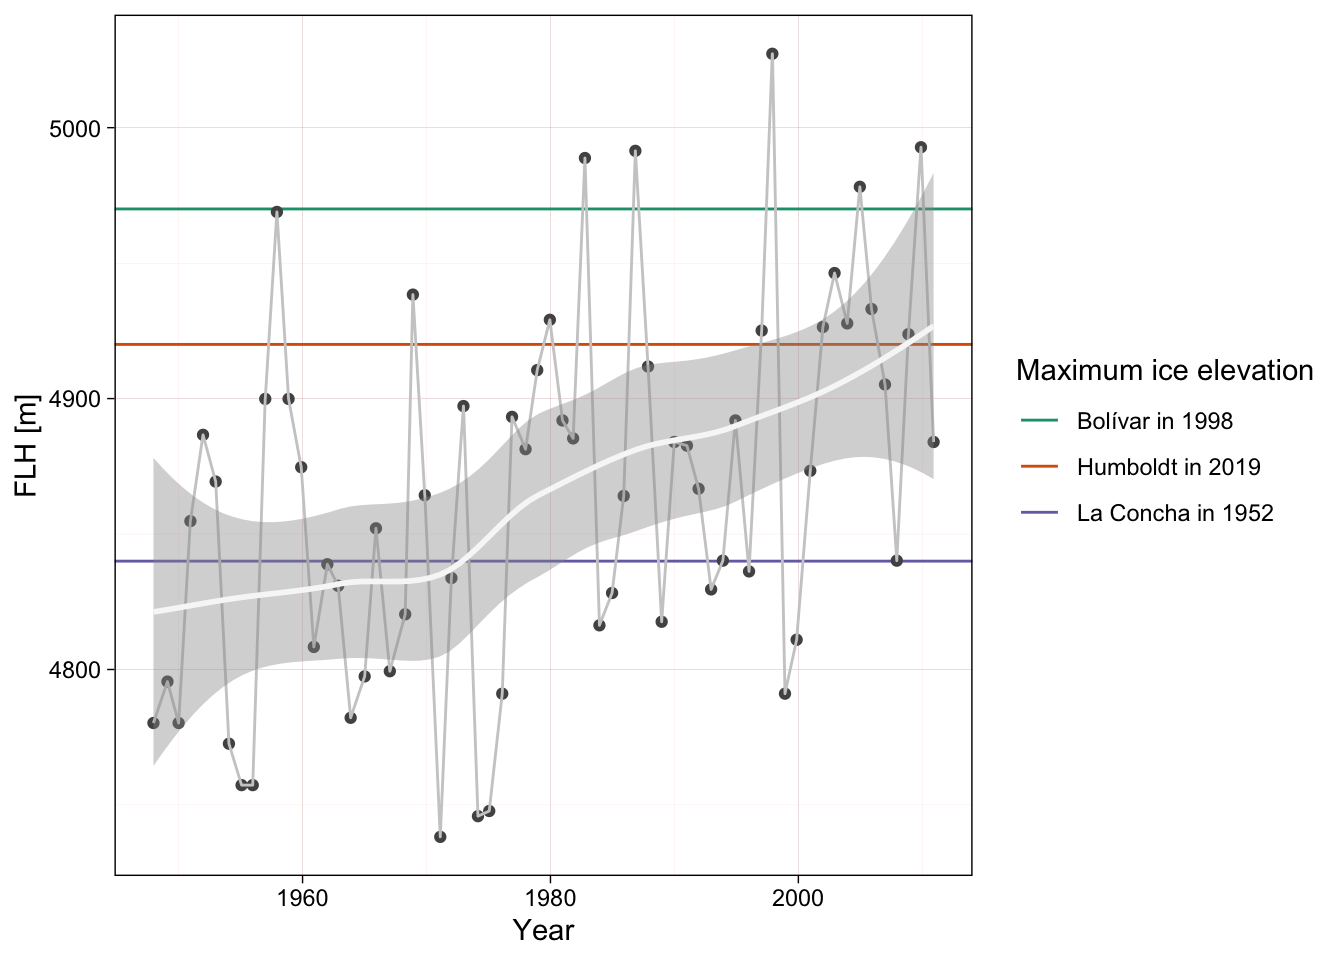 5000
4900
4800
FLH [m]
1960
1980
2000
Year
Maximum ice elevation
Bolívar in 1998
Humboldt in 2019
La Concha in 1952